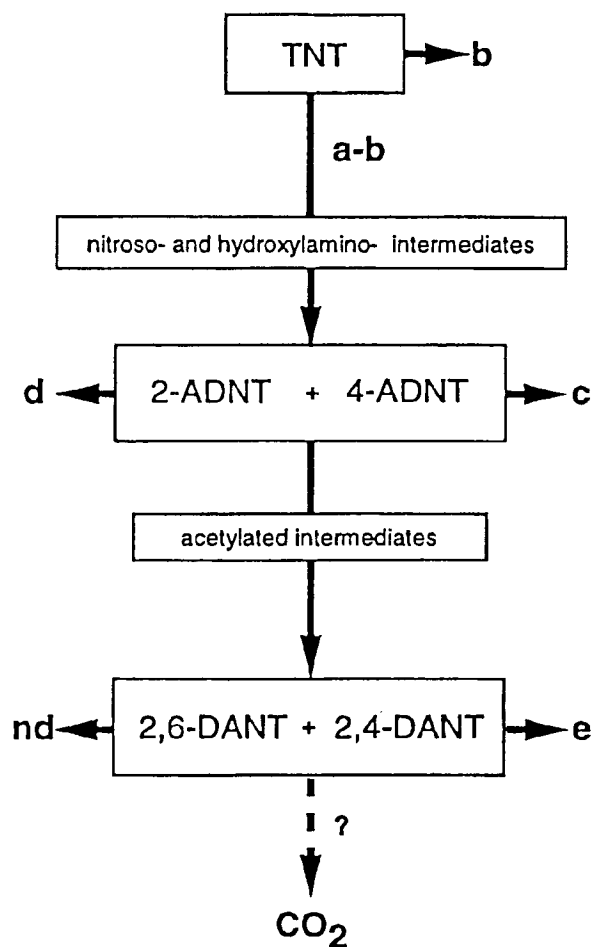 TNT b
a-b
nitroso- and hydroxylamino- intermediates
d 2-ADNT + 4-ADNT c
acetylated intermediates
nd 2,6-DANT + 2,4-DANT e
?
CO2